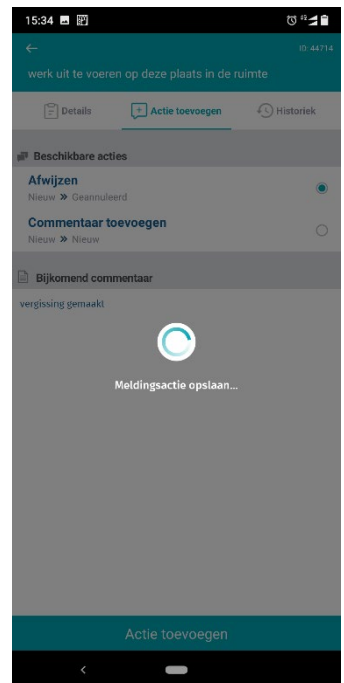 15:34
ID:44714
werk uit te voeren op deze plaats in de ruimte
Details
Actie toevoegen
Historiek
Beschikbare acties
Afwijzen
Nieuw » Geannuleerd
Commentaar toevoegen
Nieuw » Nieuw
Bijkomend commentaar
vergissing gemaakt
Meldingsactie opslaan...
Actie toevoegen